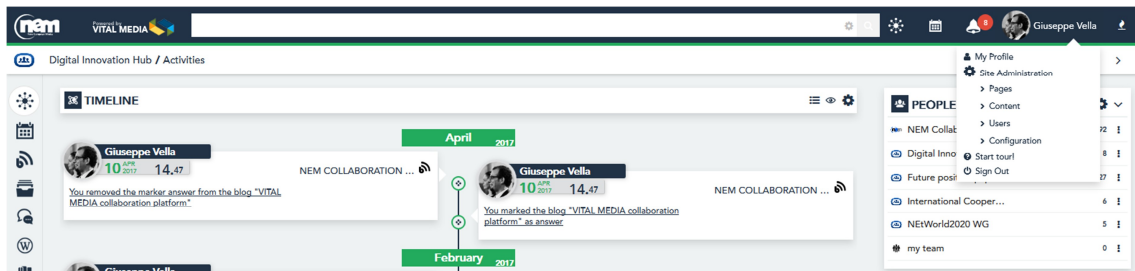 nem
Powered by
VITAL MEDIA
8
Giuseppe Vella
Digital Innovation Hub / Activities
My Profile
Site Administration
Pages
Content
Users
Configuration
Start tour!
Sign Out
TIMELINE
April
2017
Giuseppe Vella
10 APR 2017 14.47
NEM COLLABORATION ...
You removed the marker answer from the blog "VITAL
MEDIA collaboration platform"
Giuseppe Vella
10 APR 2017 14.47
NEM COLLABORATION ...
You marked the blog "VITAL MEDIA collaboration
platform" as answer
February
2017
Giuseppe Vella
PEOPLE
NEM Collab
92
Digital Inno
8
Future posi
27
International Cooper...
6
NEtWorld2020 WG
5
my team
0